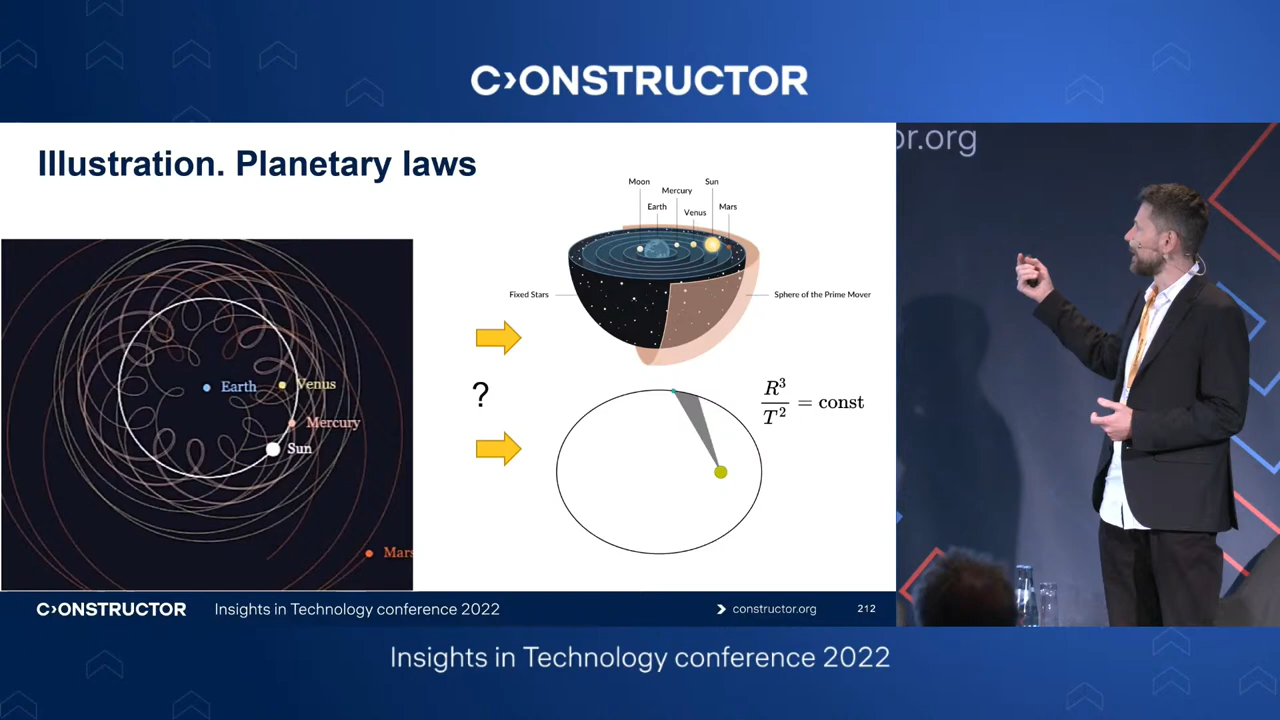 C›ONSTRUCTOR
Illustration. Planetary laws
or.org
Moon
Sun
Mercury
Earth
Mars
Venus
Fixed Stars
Sphere of the Prime Mover
Earth
Venus
Mercury
Sun
Mars
?
R³/T² = const
C›ONSTRUCTOR
Insights in Technology conference 2022
constructor.org
212
Insights in Technology conference 2022